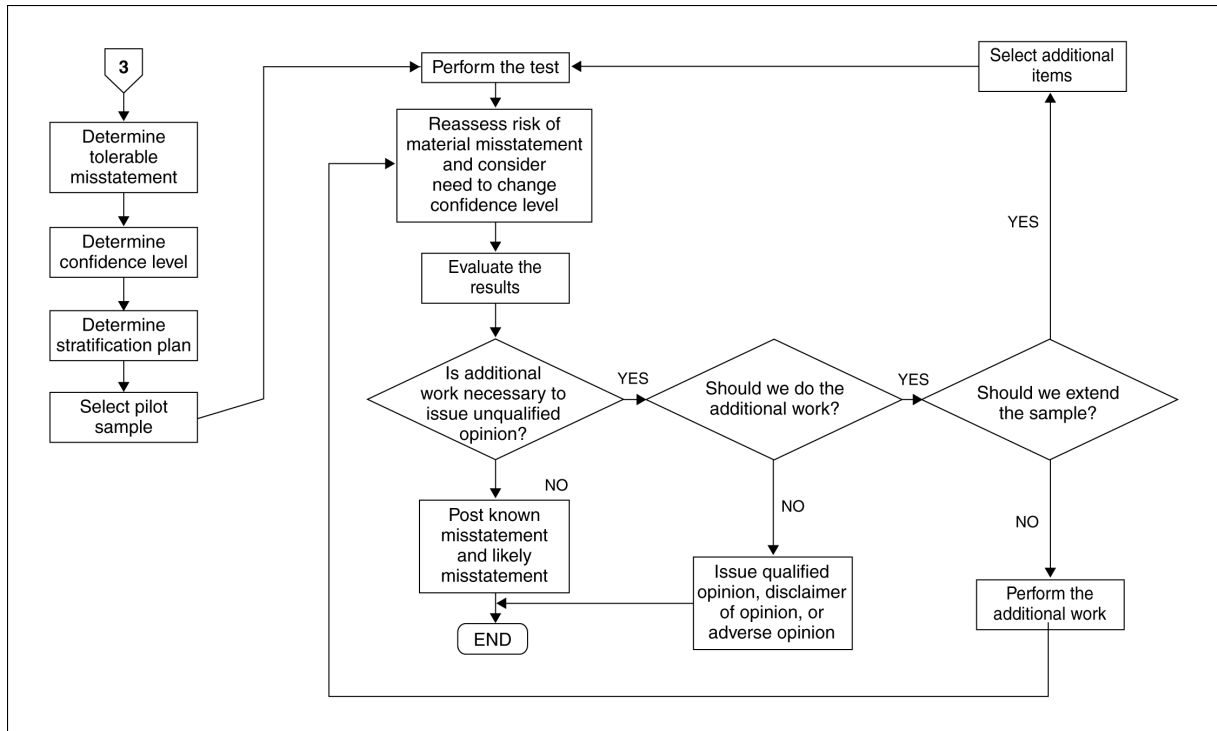 3
Determine
tolerable
misstatement
Determine
confidence level
Determine
stratification plan
Select pilot
sample
Perform the test
Reassess risk of
material misstatement
and consider
need to change
confidence level
Evaluate the
results
Is additional
work necessary to
issue unqualified
opinion?
YES
NO
Post known
misstatement
and likely
misstatement
END
Should we do the
additional work?
YES
NO
Issue qualified
opinion, disclaimer
of opinion, or
adverse opinion
Should we extend
the sample?
YES
Select additional
items
NO
Perform the
additional work